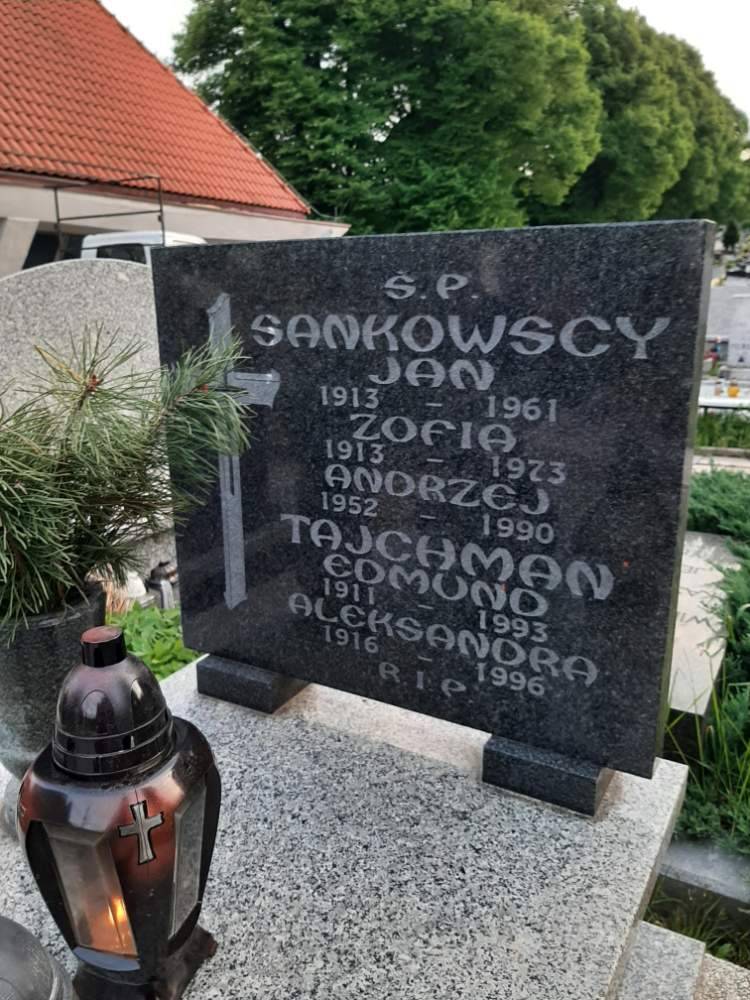 Ś.P.
SANKOWSCY
JAN
1913 – 1961
ZOFIA
1913 – 1973
ANDRZEJ
1952 – 1990
TAJCHMAN
EDMUND
1911 – 1993
ALEKSANDRA
1916 – 1996
R I P